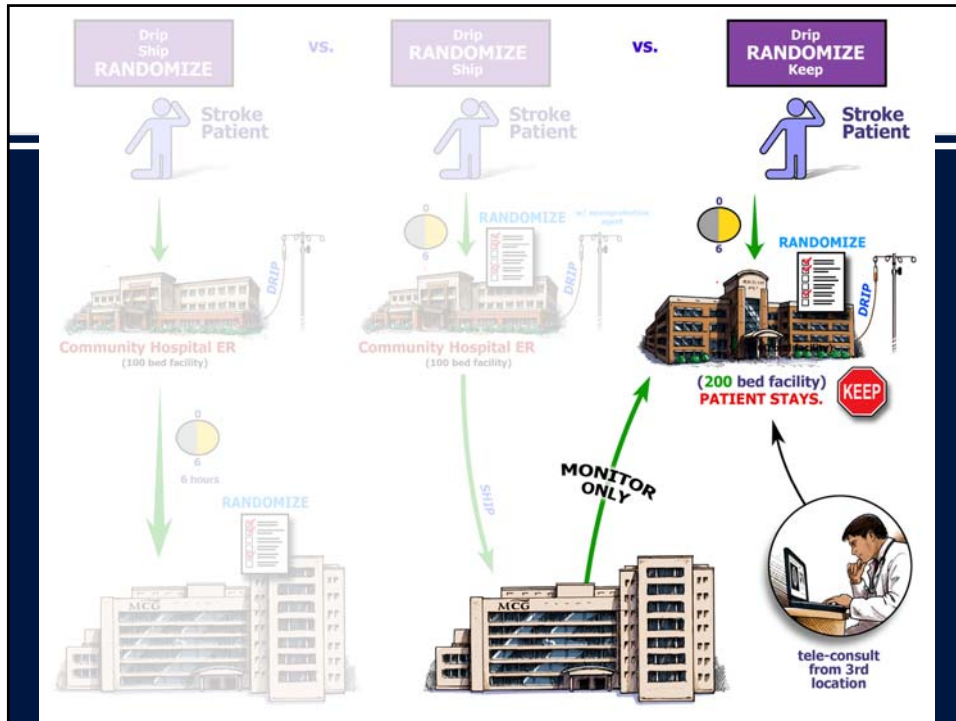 Drip
Ship
RANDOMIZE
vs.
Drip
RANDOMIZE
Ship
vs.
Drip
RANDOMIZE
Keep
Stroke
Patient
Stroke
Patient
Stroke
Patient
DRIP
Community Hospital ER
(100 bed facility)
0
6
6 hours
RANDOMIZE
MCG
0
6
RANDOMIZE
w/ neuroprotective
agent
DRIP
Community Hospital ER
(100 bed facility)
SHIP
MCG
0
6
RANDOMIZE
DRIP
(200 bed facility)
PATIENT STAYS.
KEEP
MONITOR
ONLY
tele-consult
from 3rd
location